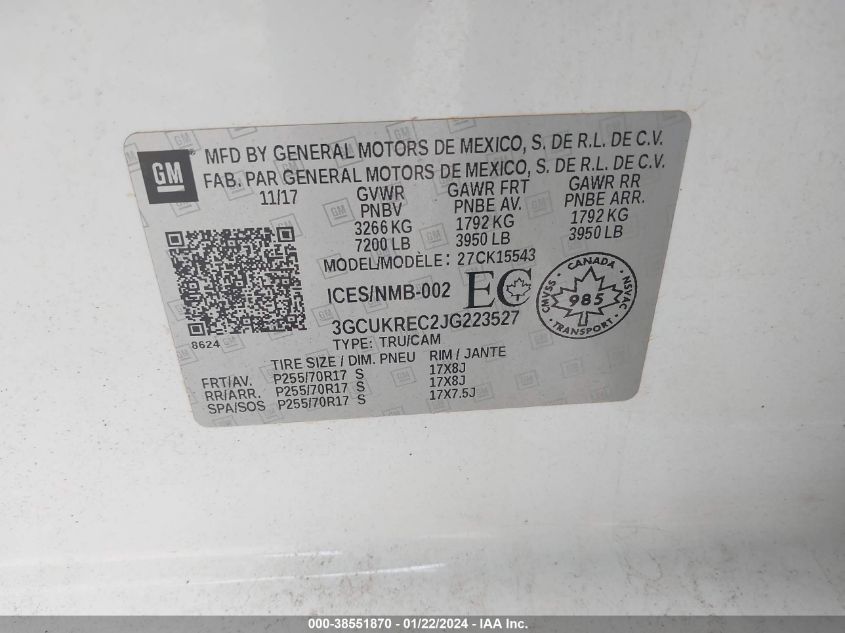 GM ® MFD BY GENERAL MOTORS DE MEXICO, S. DE R.L. DE C.V.
FAB. PAR GENERAL MOTORS DE MEXICO, S. DE R.L. DE C.V.
11/17 GVWR GAWR FRT GAWR RR
PNBV PNBE AV. PNBE ARR.
3266 KG 1792 KG 1792 KG
7200 LB 3950 LB 3950 LB
MODEL/MODÈLE: 27CK15543
ICES/NMB-002 EC
CANADA
CMVSS 985 NSVAC
TRANSPORT
3GCUKREC2JG223527
8624
TYPE: TRU/CAM
TIRE SIZE / DIM. PNEU RIM / JANTE
FRT/AV. P255/70R17 S 17X8J
RR/ARR. P255/70R17 S 17X8J
SPA/SOS P255/70R17 S 17X7.5J
000-38551870 - 01/22/2024 - IAA Inc.